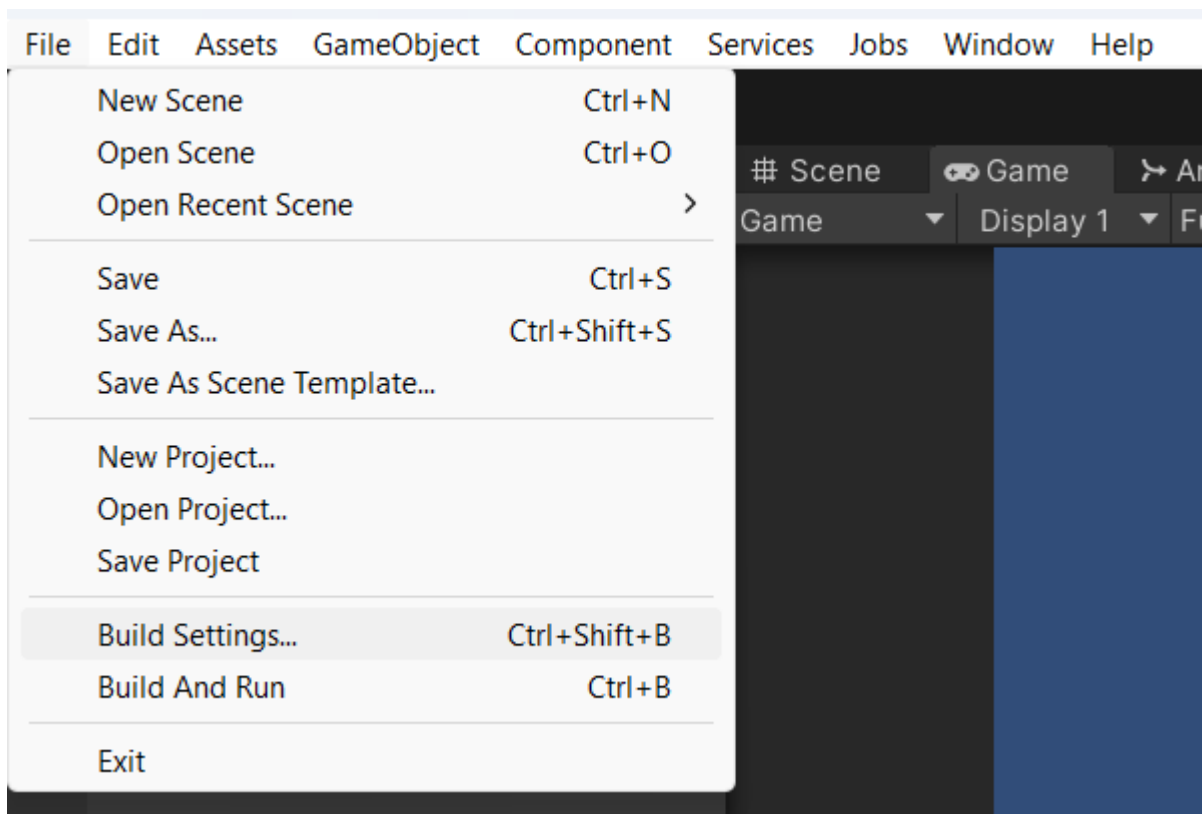 File Edit Assets GameObject Component Services Jobs Window Help
New Scene Ctrl+N
Open Scene Ctrl+O
Open Recent Scene
Save Ctrl+S
Save As... Ctrl+Shift+S
Save As Scene Template...
New Project...
Open Project...
Save Project
Build Settings... Ctrl+Shift+B
Build And Run Ctrl+B
Exit
Scene Game
Game Display 1